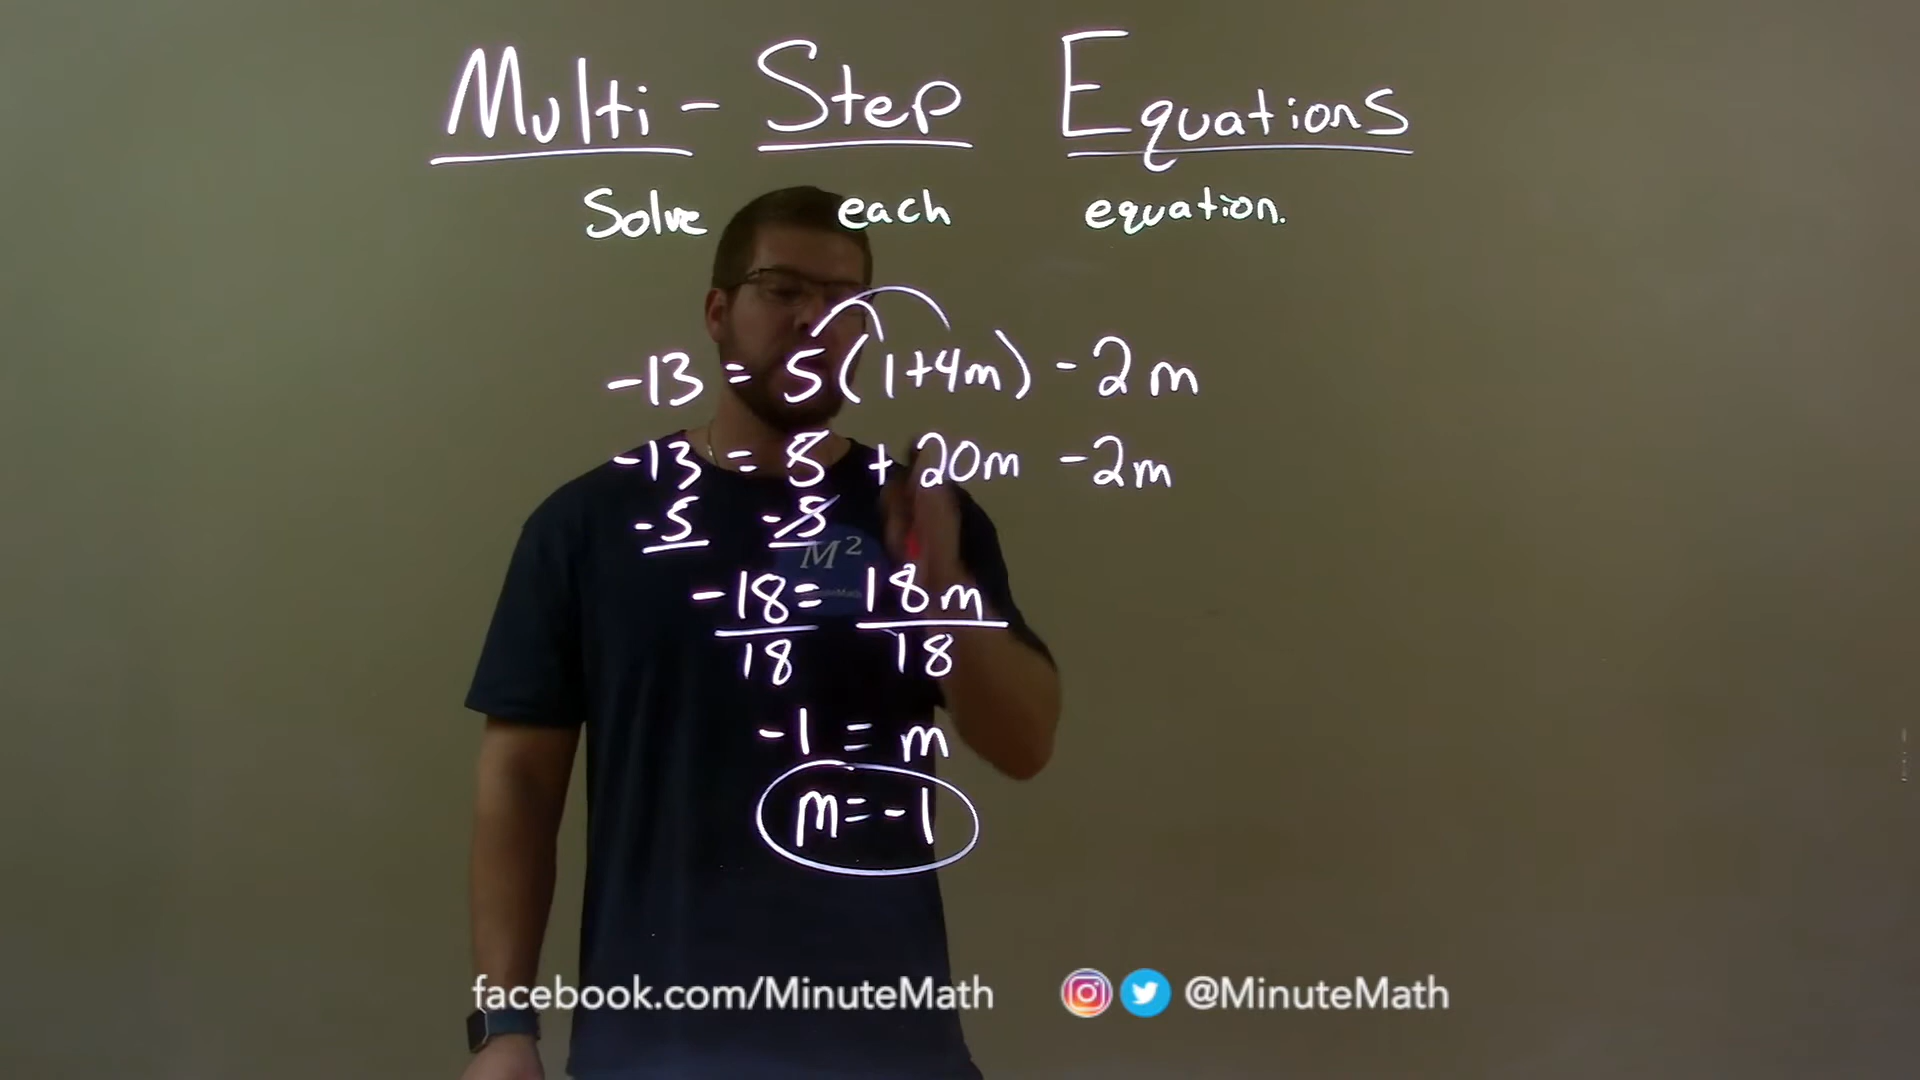 Multi-Step Equations
Solve each equation.
-13 = 5(1+4m) -2m
-13 = 5 + 20m -2m
-5 -5
M²
-18 = 18m
18 18
-1 = m
m = -1
facebook.com/MinuteMath @MinuteMath